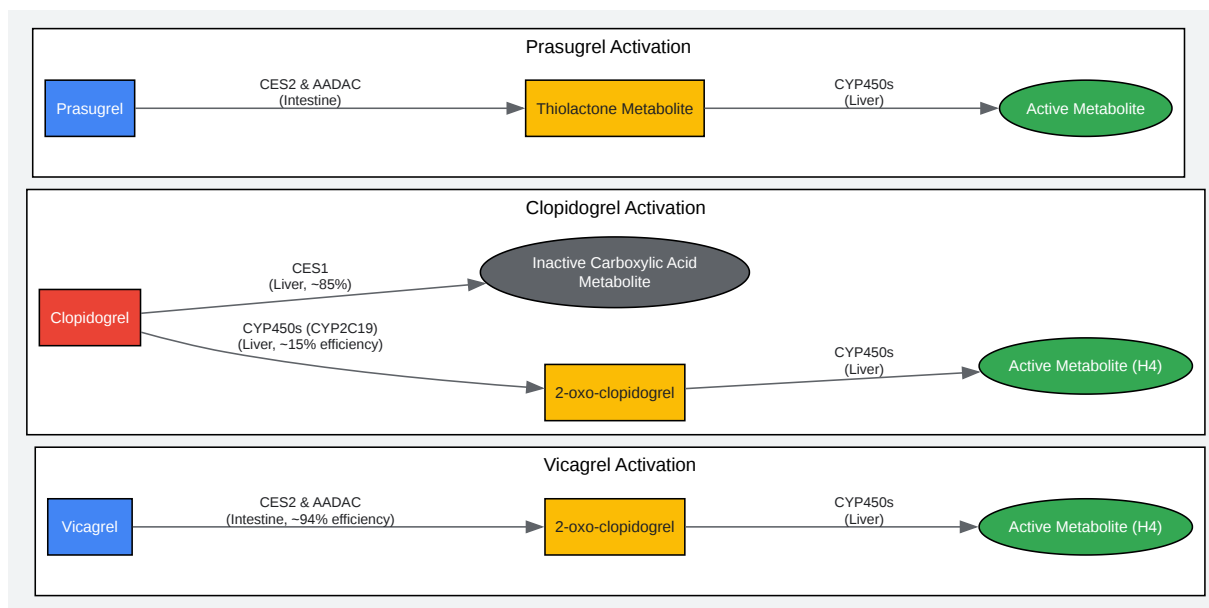 Prasugrel Activation
Prasugrel
CES2 & AADAC
(Intestine)
Thiolactone Metabolite
CYP450s
(Liver)
Active Metabolite
Clopidogrel Activation
Clopidogrel
CES1
(Liver, ~85%)
Inactive Carboxylic Acid
Metabolite
CYP450s (CYP2C19)
(Liver, ~15% efficiency)
2-oxo-clopidogrel
CYP450s
(Liver)
Active Metabolite (H4)
Vicagrel Activation
Vicagrel
CES2 & AADAC
(Intestine, ~94% efficiency)
2-oxo-clopidogrel
CYP450s
(Liver)
Active Metabolite (H4)